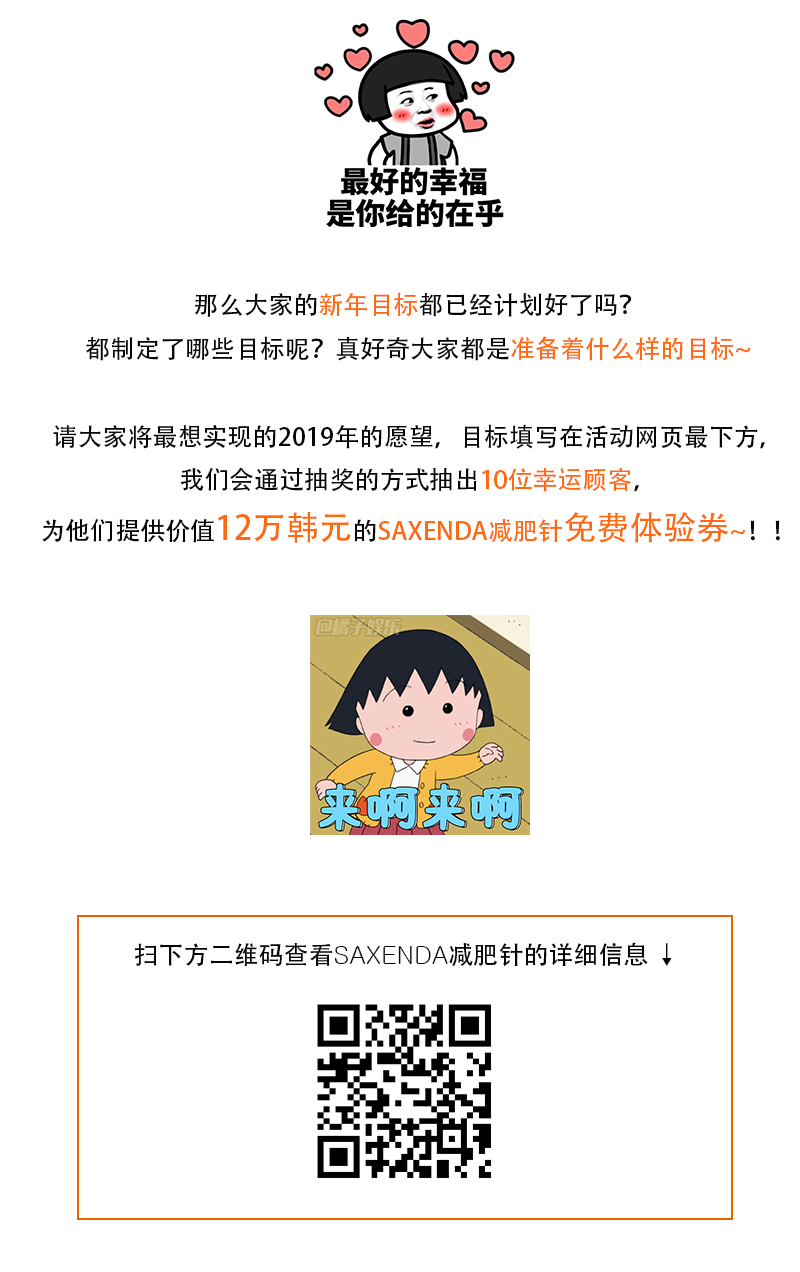 最好的幸福
是你给的在乎
那么大家的新年目标都已经计划好了吗？
都制定了哪些目标呢？真好奇大家都是准备着什么样的目标~
请大家将最想实现的2019年的愿望，目标填写在活动网页最下方，
我们会通过抽奖的方式抽出10位幸运顾客，
为他们提供价值12万韩元的SAXENDA减肥针免费体验券~！！
@橘子娱乐
来啊来啊
扫下方二维码查看SAXENDA减肥针的详细信息 ↓